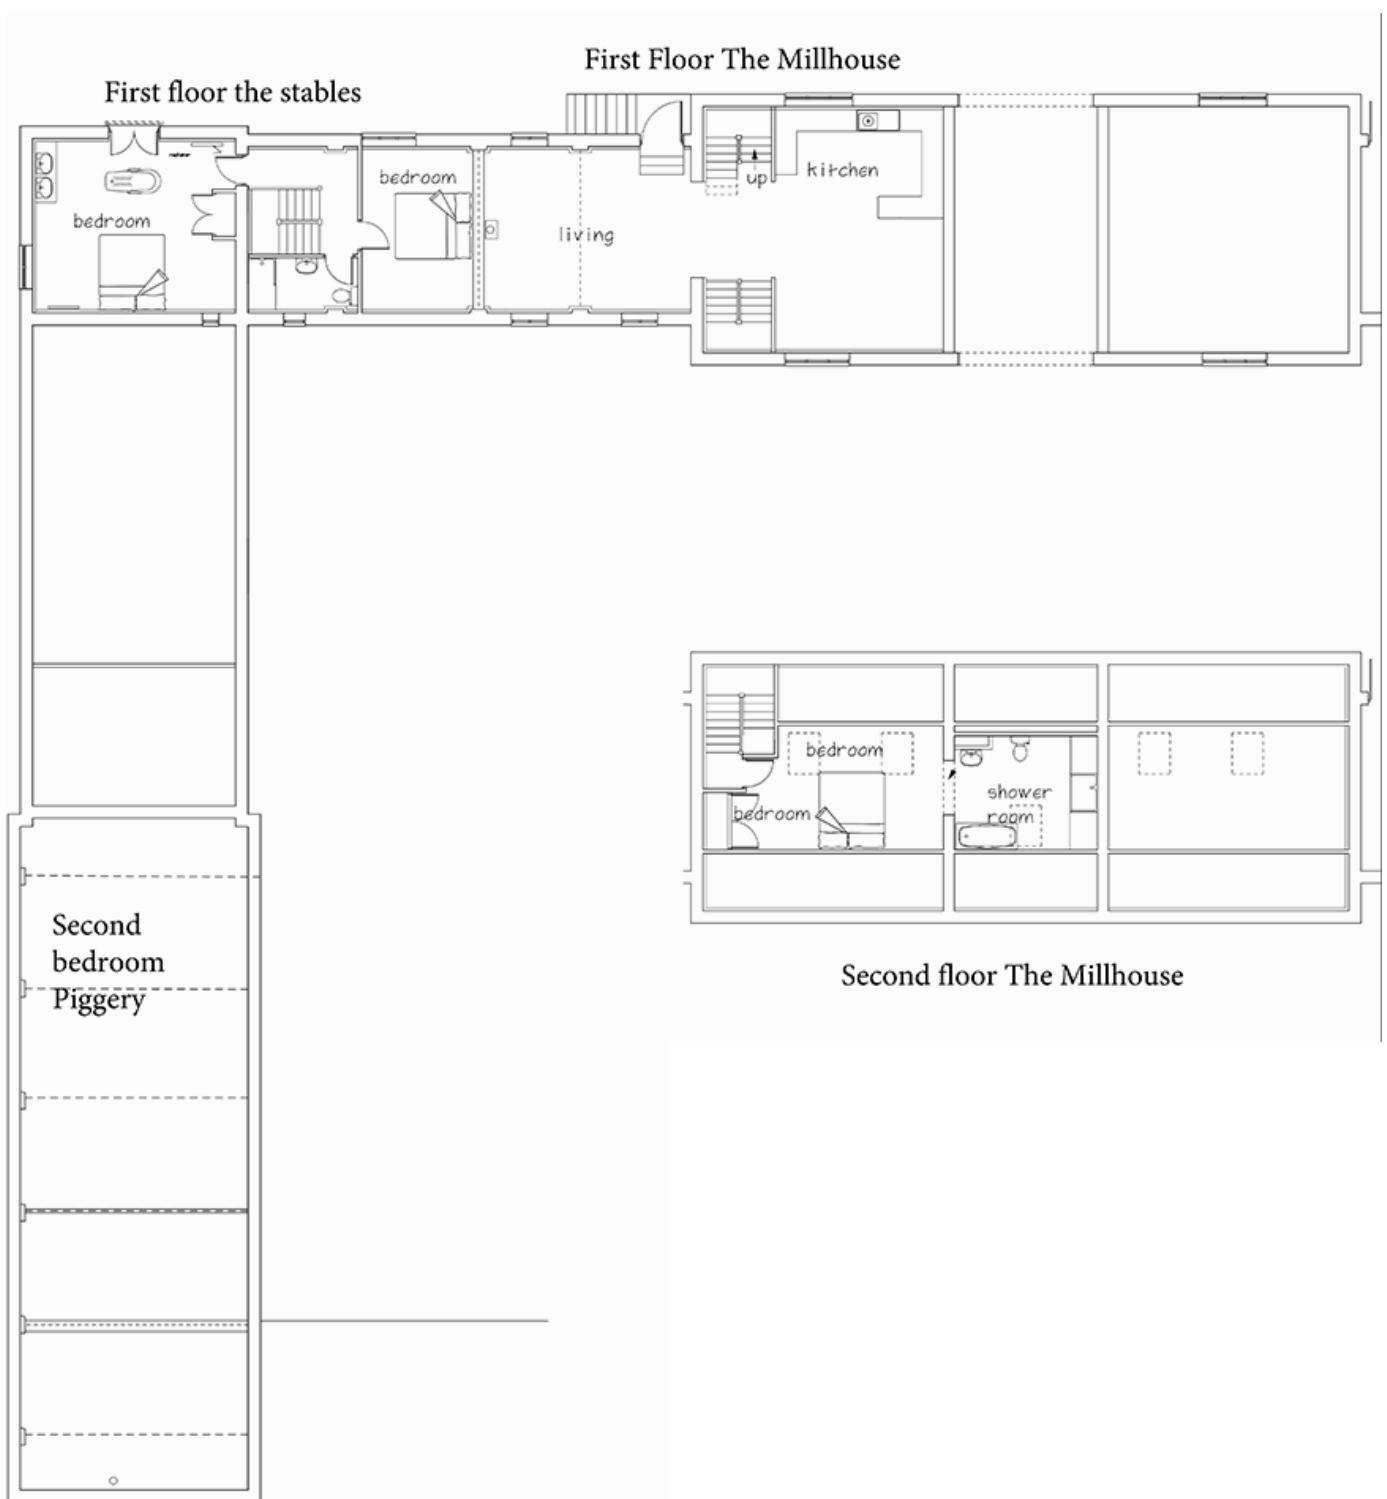 First Floor The Millhouse
First floor the stables
bedroom
bedroom
living
up
kitchen
bedroom
bedroom
shower
room
Second
bedroom
Piggery
Second floor The Millhouse